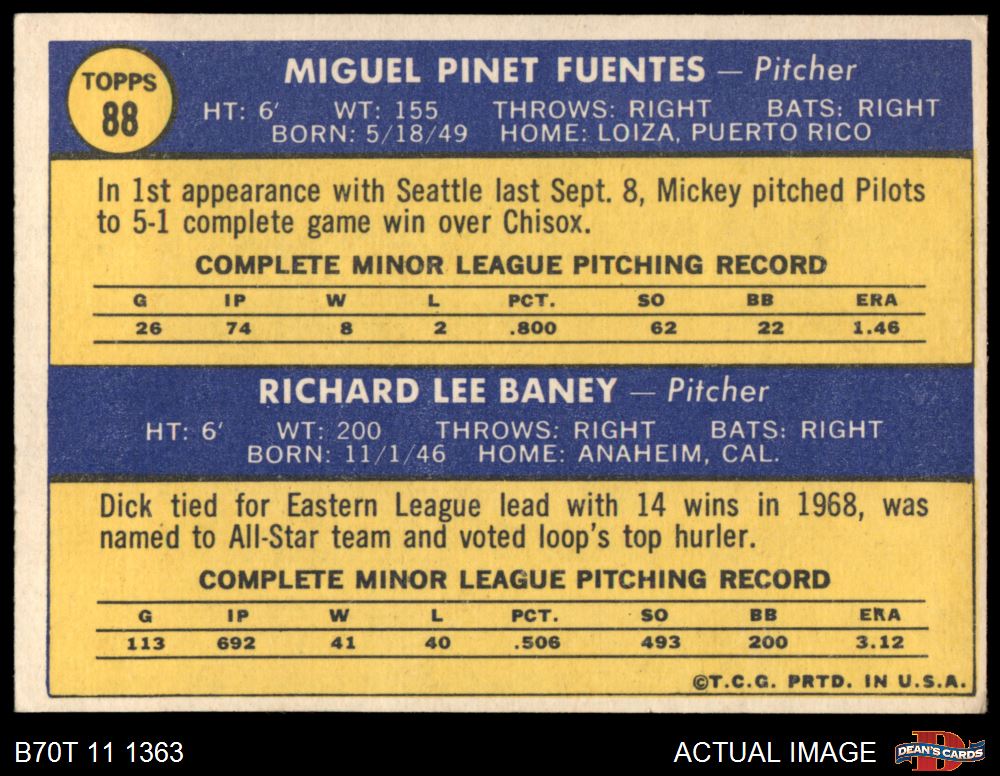 TOPPS
88
MIGUEL PINET FUENTES — Pitcher
HT: 6' WT: 155 THROWS: RIGHT BATS: RIGHT
BORN: 5/18/49 HOME: LOIZA, PUERTO RICO
In 1st appearance with Seattle last Sept. 8, Mickey pitched Pilots
to 5-1 complete game win over Chisox.
COMPLETE MINOR LEAGUE PITCHING RECORD
G IP W L PCT. SO BB ERA
26 74 8 2 .800 62 22 1.46
RICHARD LEE BANEY — Pitcher
HT: 6' WT: 200 THROWS: RIGHT BATS: RIGHT
BORN: 11/1/46 HOME: ANAHEIM, CAL.
Dick tied for Eastern League lead with 14 wins in 1968, was
named to All-Star team and voted loop's top hurler.
COMPLETE MINOR LEAGUE PITCHING RECORD
G IP W L PCT. SO BB ERA
113 692 41 40 .506 493 200 3.12
©T.C.G. PRTD. IN U.S.A.
B70T 11 1363 ACTUAL IMAGE D DEAN'S CARDS